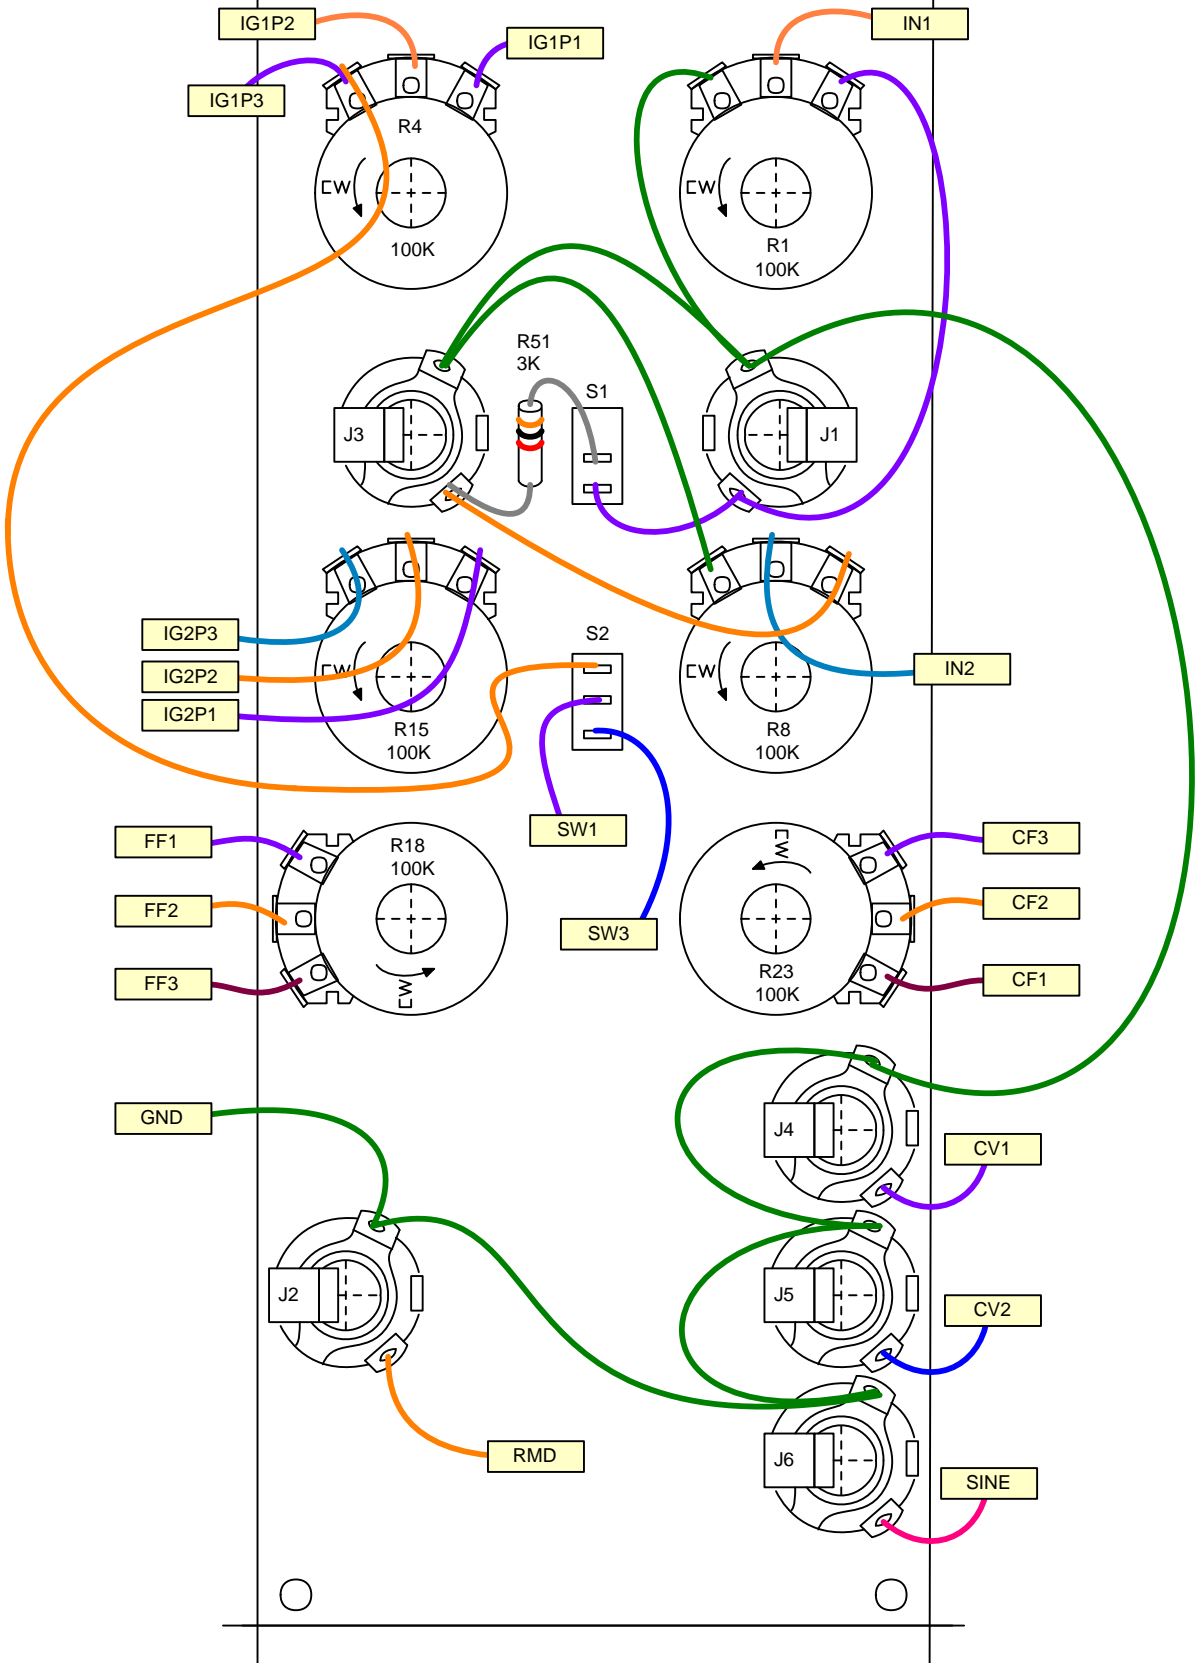 IG1P2
IN1
IG1P1
IG1P3
R4
CW
100K
CW
R1
100K
R51
3K
S1
J3
J1
IG2P3
IG2P2
IG2P1
CW
R15
100K
S2
CW
R8
100K
IN2
SW1
FF1
FF2
FF3
R18
100K
CW
SW3
CW
R23
100K
CF3
CF2
CF1
GND
J4
CV1
J2
J5
CV2
RMD
J6
SINE